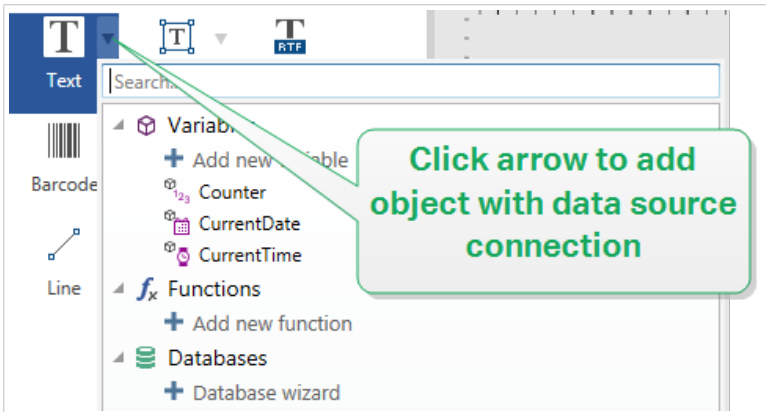 T
T
T
RTF
Text
Search...
Variables
Add new variable
Counter
123
CurrentDate
CurrentTime
Barcode
Line
fx Functions
Add new function
Databases
Database wizard
Click arrow to add
object with data source
connection